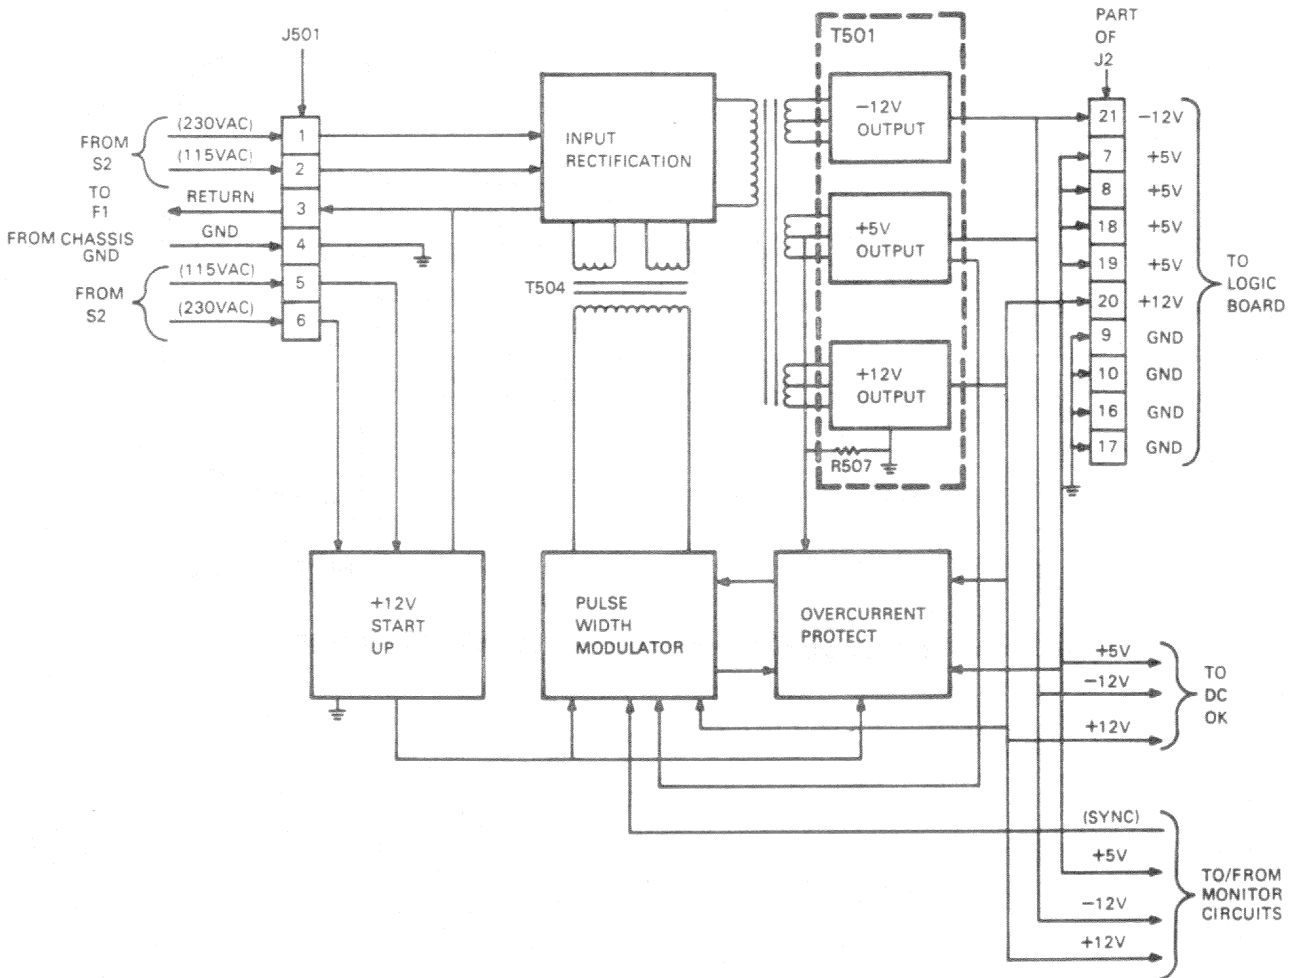 J501
(230VAC)
1
(115VAC)
2
FROM
S2
TO
F1
RETURN
3
FROM CHASSIS
GND
GND
4
(115VAC)
5
FROM
S2
(230VAC)
6
INPUT
RECTIFICATION
T504
T501
-12V
OUTPUT
+5V
OUTPUT
+12V
OUTPUT
R507
PART
OF
J2
21 -12V
7 +5V
8 +5V
18 +5V
19 +5V
20 +12V
9 GND
10 GND
16 GND
17 GND
TO
LOGIC
BOARD
+12V
START
UP
PULSE
WIDTH
MODULATOR
OVERCURRENT
PROTECT
+5V
-12V
+12V
TO
DC
OK
(SYNC)
+5V
-12V
+12V
TO/FROM
MONITOR
CIRCUITS